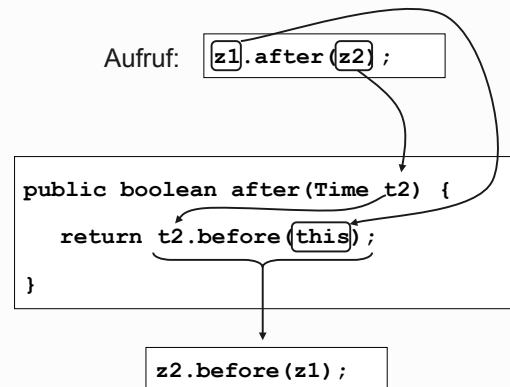 Aufruf: z1.after(z2);
public boolean after(Time t2) {
return t2.before(this);
}
z2.before(z1);